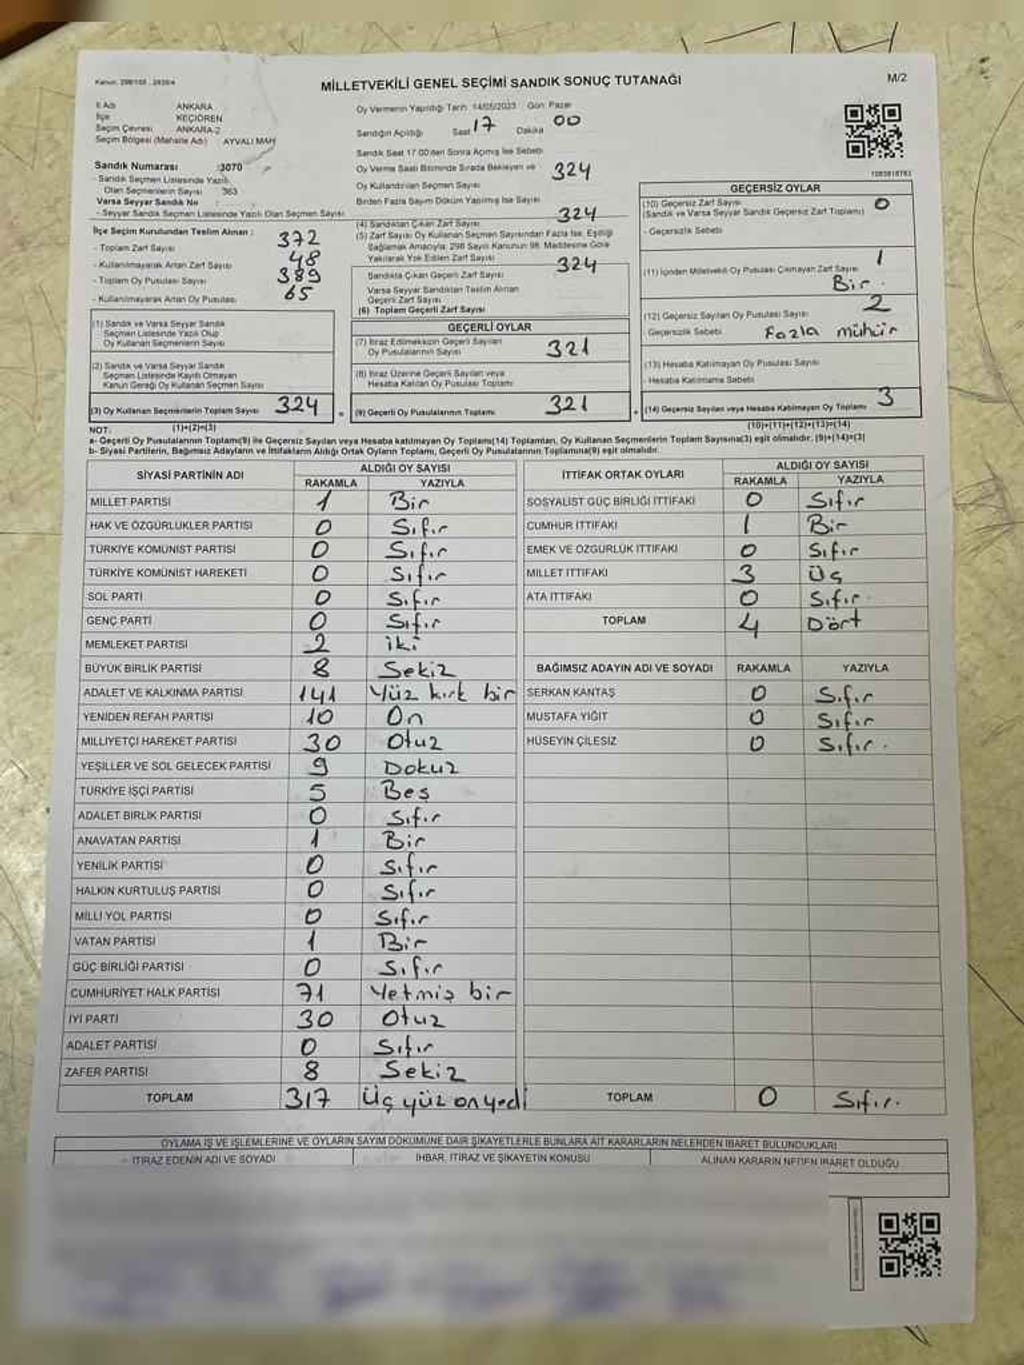 MİLLETVEKİLİ GENEL SEÇİMİ SANDIK SONUÇ TUTANAĞI
M/2
İl Adı ANKARA
İlçe KEÇİÖREN
Seçim Çevresi ANKARA-2
Seçim Bölgesi (Mahalle Adı) AYVALI MAH
Sandık Numarası :3070
- Sandık Seçmen Listesinde Yazılı
Olan Seçmenlerin Sayısı : 363
Varsa Seyyar Sandık No :
- Seyyar Sandık Seçmen Listesinde Yazılı Olan Seçmen Sayısı
İlçe Seçim Kurulundan Teslim Alınan :
- Toplam Zarf Sayısı 372
- Kullanılmayarak Artan Zarf Sayısı 48
- Toplam Oy Pusulası Sayısı 389
- Kullanılmayarak Artan Oy Pusulası 65
(1) Sandık ve Varsa Seyyar Sandık
Seçmen Listesinde Yazılı Olup
Oy Kullanan Seçmenlerin Sayısı
(2) Sandık ve Varsa Seyyar Sandık
Seçmen Listesinde Kayıtlı Olmayan
Kanun Gereği Oy Kullanan Seçmen Sayısı
(3) Oy Kullanan Seçmenlerin Toplam Sayısı 324
(1)+(2)=(3)
Oy Vermenin Yapıldığı Tarih 14/05/2023 Gün: Pazar
Sandığın Açıldığı Saat 17 Dakika 00
Sandık Saat 17.00'den Sonra Açılmış İse Sebebi
Oy Verme Saati Bitiminde Sırada Bekleyen ve 324
Oy Kullandırılan Seçmen Sayısı
Birden Fazla Sayım Döküm Yapılmış İse Sayısı
(4) Sandıktan Çıkan Zarf Sayısı 324
(5) Zarf Sayısı Oy Kullanan Seçmen Sayısından Fazla İse, Eşitliği
Sağlamak Amacıyla, 298 Sayılı Kanunun 98. Maddesine Göre
Yakılarak Yok Edilen Zarf Sayısı
Sandıkta Çıkan Geçerli Zarf Sayısı 324
Varsa Seyyar Sandıktan Teslim Alınan
Geçerli Zarf Sayısı
(6) Toplam Geçerli Zarf Sayısı
GEÇERLİ OYLAR
(7) İtiraz Edilmeksizin Geçerli Sayılan
Oy Pusulalarının Sayısı 321
(8) İtiraz Üzerine Geçerli Sayılan veya
Hesaba Katılan Oy Pusulası Toplamı
= (9) Geçerli Oy Pusulalarının Toplamı 321
1083818783
GEÇERSİZ OYLAR
(10) Geçersiz Zarf Sayısı 0
(Sandık ve Varsa Seyyar Sandık Geçersiz Zarf Toplamı)
- Geçersizlik Sebebi
(11) İçinden Milletvekili Oy Pusulası Çıkmayan Zarf Sayısı 1
Bir.
(12) Geçersiz Sayılan Oy Pusulası Sayısı 2
Geçersizlik Sebebi Fazla mühür
(13) Hesaba Katılmayan Oy Pusulası Sayısı
- Hesaba Katılmama Sebebi
+ (14) Geçersiz Sayılan veya Hesaba Katılmayan Oy Toplamı 3
(10)+(11)+(12)+(13)=(14)
NOT:
a- Geçerli Oy Pusulalarının Toplamı(9) ile Geçersiz Sayılan veya Hesaba katılmayan Oy Toplamı(14) Toplamları, Oy Kullanan Seçmenlerin Toplam Sayısına(3) eşit olmalıdır. (9)+(14)=(3)
b- Siyasi Partilerin, Bağımsız Adayların ve İttifakların Aldığı Ortak Oyların Toplamı, Geçerli Oy Pusulalarının Toplamına(9) eşit olmalıdır.
SİYASİ PARTİNİN ADI ALDIĞI OY SAYISI
RAKAMLA YAZIYLA
MİLLET PARTİSİ 1 Bir
HAK VE ÖZGÜRLÜKLER PARTİSİ 0 Sıfır
TÜRKİYE KOMÜNİST PARTİSİ 0 Sıfır
TÜRKİYE KOMÜNİST HAREKETİ 0 Sıfır
SOL PARTİ 0 Sıfır
GENÇ PARTİ 0 Sıfır
MEMLEKET PARTİSİ 2 iki
BÜYÜK BİRLİK PARTİSİ 8 Sekiz
ADALET VE KALKINMA PARTİSİ 141 Yüz kırk bir
YENİDEN REFAH PARTİSİ 10 On
MİLLİYETÇİ HAREKET PARTİSİ 30 Otuz
YEŞİLLER VE SOL GELECEK PARTİSİ 9 Dokuz
TÜRKİYE İŞÇİ PARTİSİ 5 Beş
ADALET BİRLİK PARTİSİ 0 Sıfır
ANAVATAN PARTİSİ 1 Bir
YENİLİK PARTİSİ 0 Sıfır
HALKIN KURTULUŞ PARTİSİ 0 Sıfır
MİLLİ YOL PARTİSİ 0 Sıfır
VATAN PARTİSİ 1 Bir
GÜÇ BİRLİĞİ PARTİSİ 0 Sıfır
CUMHURİYET HALK PARTİSİ 71 Yetmiş bir
İYİ PARTİ 30 Otuz
ADALET PARTİSİ 0 Sıfır
ZAFER PARTİSİ 8 Sekiz
TOPLAM 317 Üç yüz on yedi
İTTİFAK ORTAK OYLARI ALDIĞI OY SAYISI
RAKAMLA YAZIYLA
SOSYALİST GÜÇ BİRLİĞİ İTTİFAKI 0 Sıfır
CUMHUR İTTİFAKI 1 Bir
EMEK VE ÖZGÜRLÜK İTTİFAKI 0 Sıfır
MİLLET İTTİFAKI 3 Üç
ATA İTTİFAKI 0 Sıfır.
TOPLAM 4 Dört
BAĞIMSIZ ADAYIN ADI VE SOYADI RAKAMLA YAZIYLA
SERKAN KANTAŞ 0 Sıfır
MUSTAFA YİĞİT 0 Sıfır
HÜSEYİN ÇİLESİZ 0 Sıfır.
TOPLAM 0 Sıfır.
OYLAMA İŞ VE İŞLEMLERİNE VE OYLARIN SAYIM DÖKÜMÜNE DAİR ŞİKAYETLERLE BUNLARA AİT KARARLARIN NELERDEN İBARET BULUNDUKLARI
İTİRAZ EDENİN ADI VE SOYADI İHBAR, İTİRAZ VE ŞİKAYETİN KONUSU ALINAN KARARIN NEDEN İBARET OLDUĞU